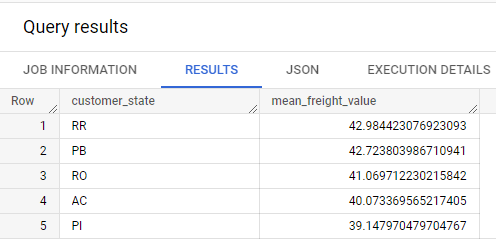 Query results
JOB INFORMATION RESULTS JSON EXECUTION DETAILS
Row customer_state mean_freight_value
1 RR 42.984423076923093
2 PB 42.723803986710941
3 RO 41.069712230215842
4 AC 40.073369565217405
5 PI 39.147970479704767